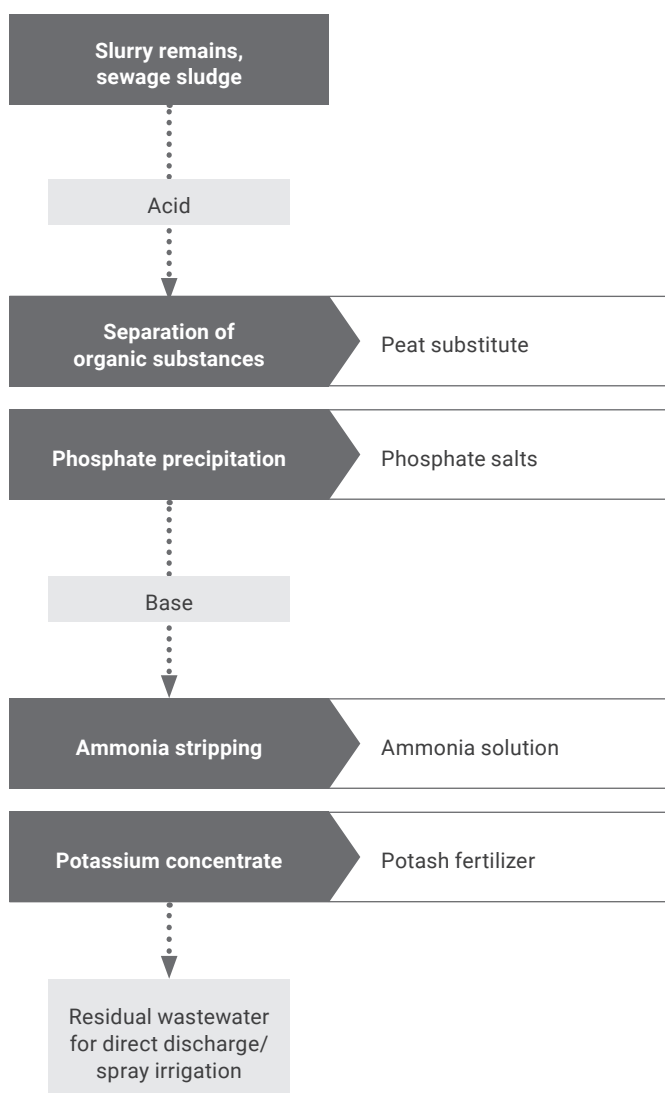 Slurry remains,
sewage sludge
Acid
Separation of
organic substances
Peat substitute
Phosphate precipitation
Phosphate salts
Base
Ammonia stripping
Ammonia solution
Potassium concentrate
Potash fertilizer
Residual wastewater
for direct discharge/
spray irrigation